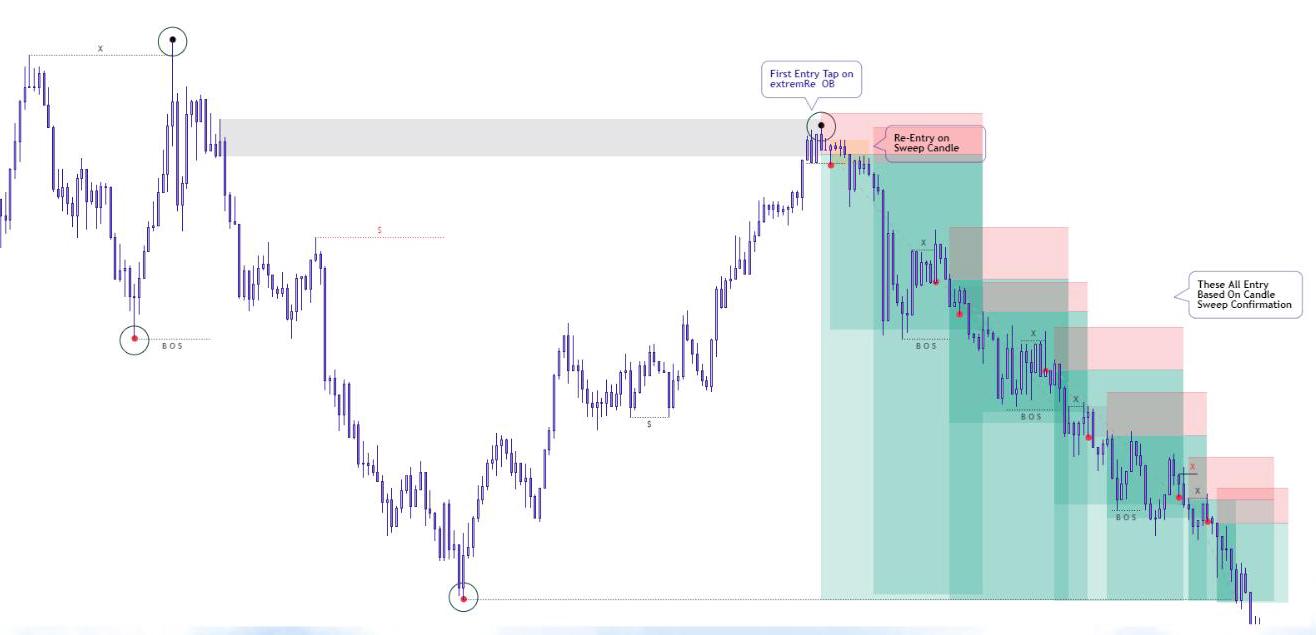 X
First Entry Tap on
extremRe OB
Re-Entry on
Sweep Candle
$
X
These All Entry
Based On Candle
Sweep Confirmation
BOS
BOS
X
X
BOS
$
X
X
BOS